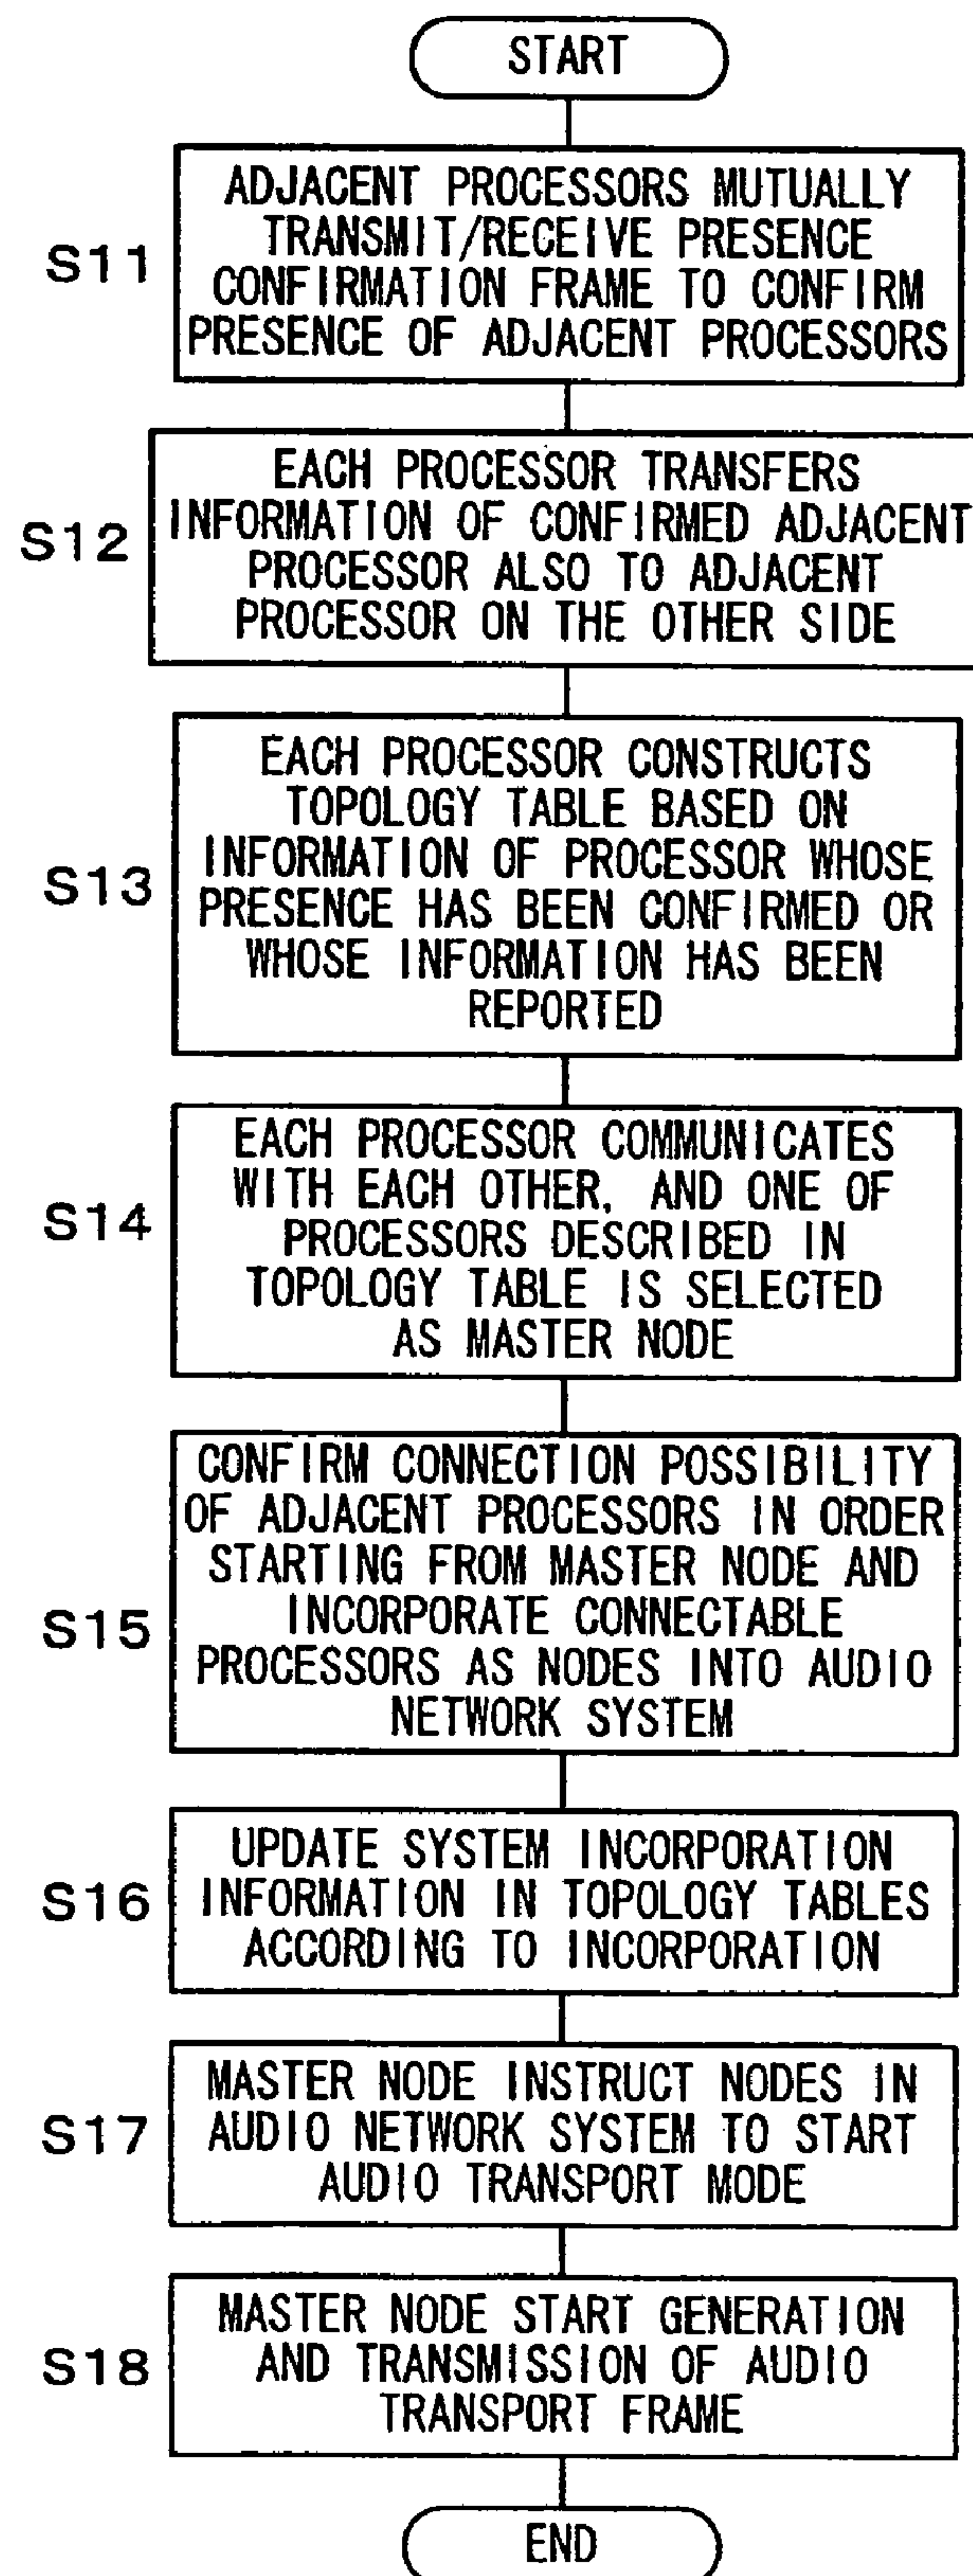 START
S11
ADJACENT PROCESSORS MUTUALLY
TRANSMIT/RECEIVE PRESENCE
CONFIRMATION FRAME TO CONFIRM
PRESENCE OF ADJACENT PROCESSORS
S12
EACH PROCESSOR TRANSFERS
INFORMATION OF CONFIRMED ADJACENT
PROCESSOR ALSO TO ADJACENT
PROCESSOR ON THE OTHER SIDE
S13
EACH PROCESSOR CONSTRUCTS
TOPOLOGY TABLE BASED ON
INFORMATION OF PROCESSOR WHOSE
PRESENCE HAS BEEN CONFIRMED OR
WHOSE INFORMATION HAS BEEN
REPORTED
S14
EACH PROCESSOR COMMUNICATES
WITH EACH OTHER, AND ONE OF
PROCESSORS DESCRIBED IN
TOPOLOGY TABLE IS SELECTED
AS MASTER NODE
S15
CONFIRM CONNECTION POSSIBILITY
OF ADJACENT PROCESSORS IN ORDER
STARTING FROM MASTER NODE AND
INCORPORATE CONNECTABLE
PROCESSORS AS NODES INTO AUDIO
NETWORK SYSTEM
S16
UPDATE SYSTEM INCORPORATION
INFORMATION IN TOPOLOGY TABLES
ACCORDING TO INCORPORATION
S17
MASTER NODE INSTRUCT NODES IN
AUDIO NETWORK SYSTEM TO START
AUDIO TRANSPORT MODE
S18
MASTER NODE START GENERATION
AND TRANSMISSION OF AUDIO
TRANSPORT FRAME
END